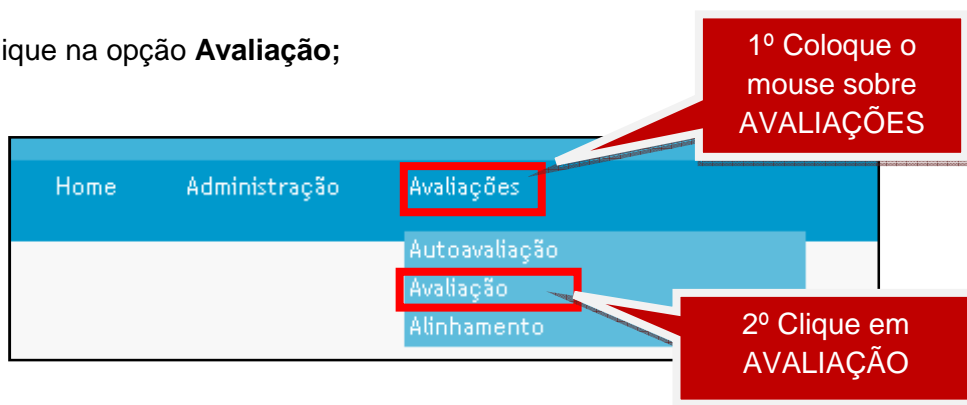 ique na opção Avaliação;
1º Coloque o
mouse sobre
AVALIAÇÕES
Home Administração Avaliações
Autoavaliação
Avaliação
Alinhamento
2º Clique em
AVALIAÇÃO